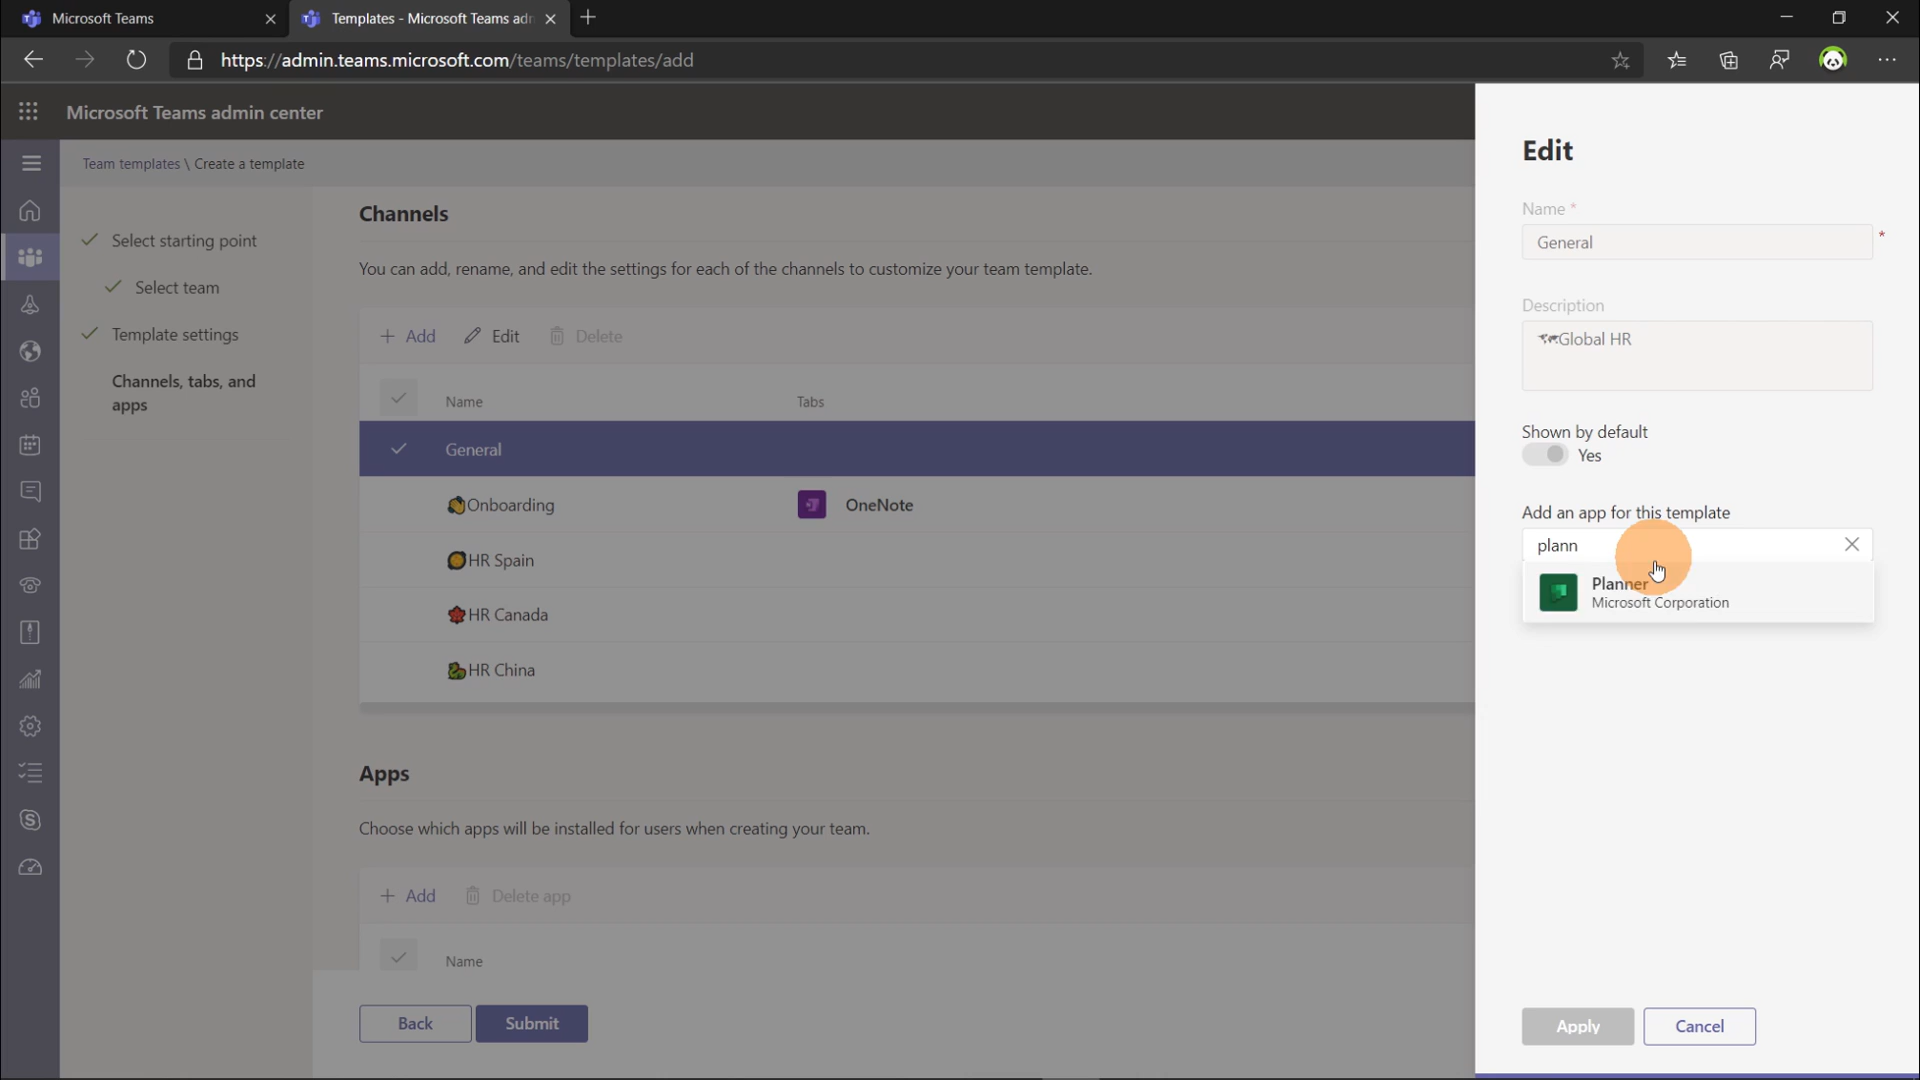 Microsoft Teams
Templates - Microsoft Teams adn
https://admin.teams.microsoft.com/teams/templates/add
Microsoft Teams admin center
Team templates \ Create a template
Select starting point
Select team
Template settings
Channels, tabs, and
apps
Channels
You can add, rename, and edit the settings for each of the channels to customize your team template.
Add
Edit
Delete
Name
Tabs
General
Onboarding
OneNote
HR Spain
HR Canada
HR China
Apps
Choose which apps will be installed for users when creating your team.
Add
Delete app
Name
Back
Submit
Edit
Name *
General
*
Description
Global HR
Shown by default
Yes
Add an app for this template
plann
Planner
Microsoft Corporation
Apply
Cancel